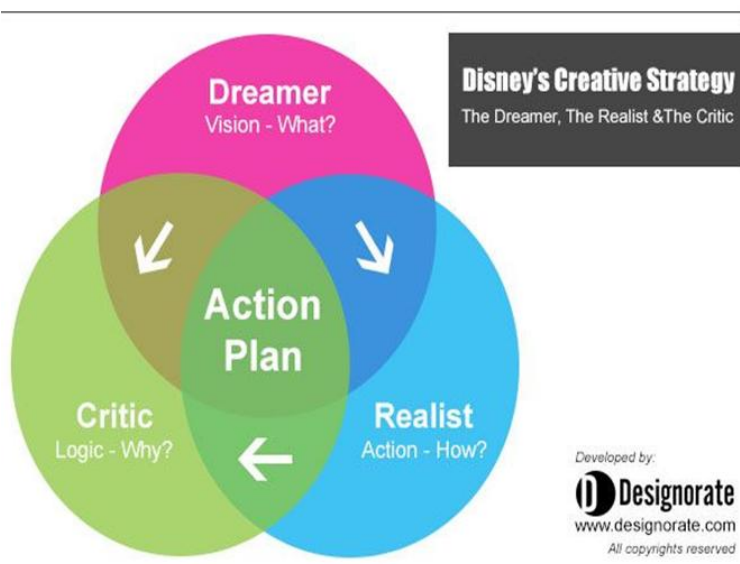 Disney's Creative Strategy
The Dreamer, The Realist &The Critic
Dreamer
Vision - What?
Action
Plan
Critic
Logic - Why?
Realist
Action - How?
Developed by:
D Designorate
www.designorate.com
All copyrights reserved